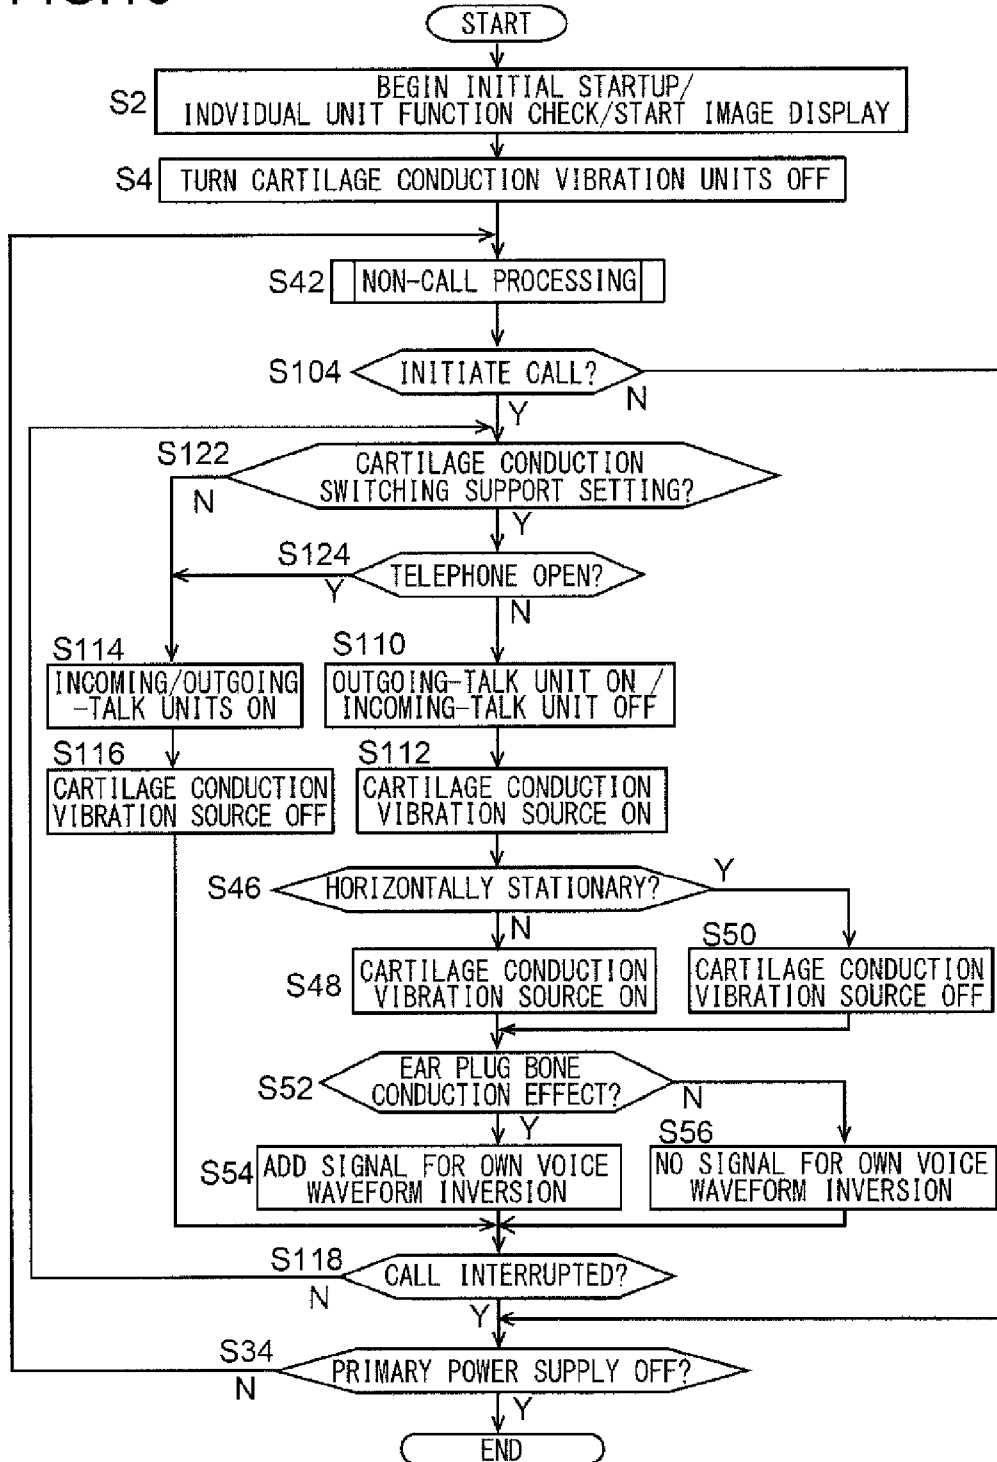 START
S2
BEGIN INITIAL STARTUP/
INDVIDUAL UNIT FUNCTION CHECK/START IMAGE DISPLAY
S4
TURN CARTILAGE CONDUCTION VIBRATION UNITS OFF
S42
NON-CALL PROCESSING
S104
INITIATE CALL?
N
Y
S122
CARTILAGE CONDUCTION
SWITCHING SUPPORT SETTING?
N
Y
S124
TELEPHONE OPEN?
Y
N
S114
INCOMING/OUTGOING
-TALK UNITS ON
S110
OUTGOING-TALK UNIT ON /
INCOMING-TALK UNIT OFF
S116
CARTILAGE CONDUCTION
VIBRATION SOURCE OFF
S112
CARTILAGE CONDUCTION
VIBRATION SOURCE ON
S46
HORIZONTALLY STATIONARY?
Y
N
S48
CARTILAGE CONDUCTION
VIBRATION SOURCE ON
S50
CARTILAGE CONDUCTION
VIBRATION SOURCE OFF
S52
EAR PLUG BONE
CONDUCTION EFFECT?
N
Y
S54
ADD SIGNAL FOR OWN VOICE
WAVEFORM INVERSION
S56
NO SIGNAL FOR OWN VOICE
WAVEFORM INVERSION
S118
CALL INTERRUPTED?
N
Y
S34
PRIMARY POWER SUPPLY OFF?
N
Y
END